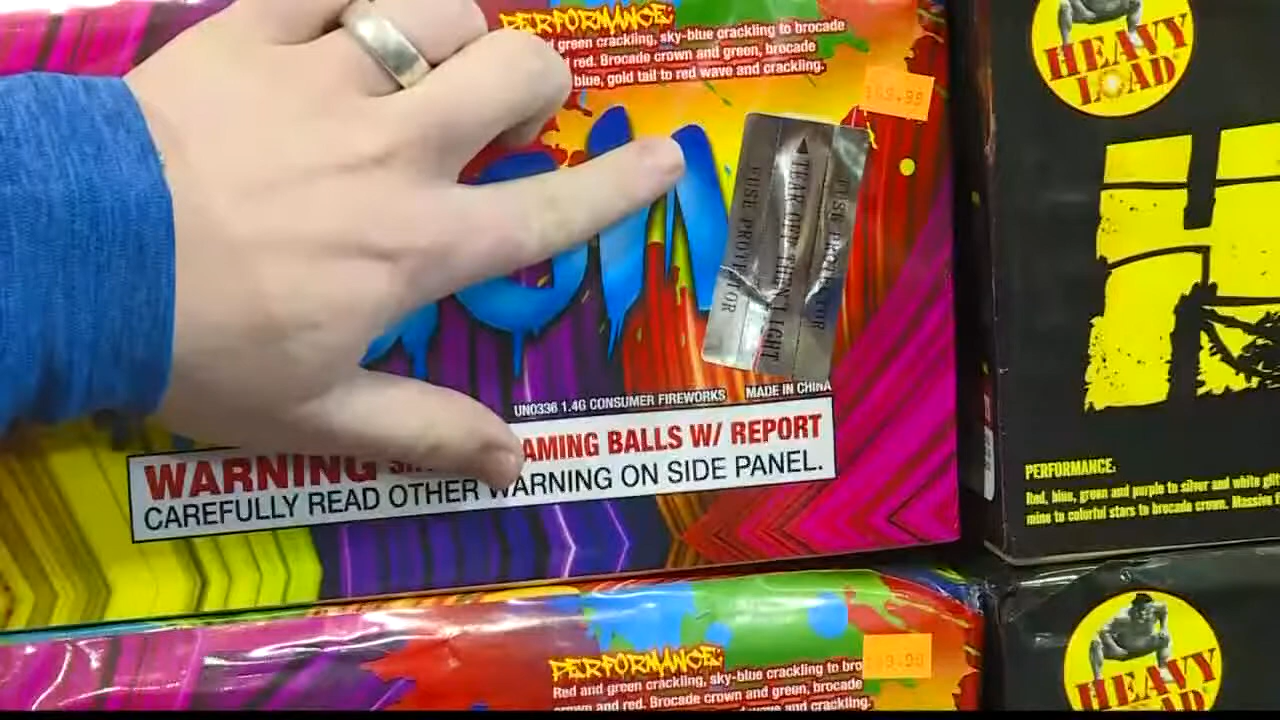 PERFORMANCE:
green crackling, sky-blue crackling to brocade
red. Brocade crown and green, brocade
blue, gold tail to red wave and crackling.
FUSE PROTECTOR
TEAR OFF THEN LIGHT
FUSE PROTECTOR
UN0336 1.4G CONSUMER FIREWORKS MADE IN CHINA
WARNING
AMING BALLS W/ REPORT
CAREFULLY READ OTHER WARNING ON SIDE PANEL.
HEAVY
LOAD
H
PERFORMANCE:
Red, blue, green and purple to silver and white
mine to colorful stars to brocade crown. Massive
PERFORMANCE:
Red and green crackling, sky-blue crackling to bro
crown and red. Brocade crown and green, brocade
wave and crackling.
HEAVY
LOAD